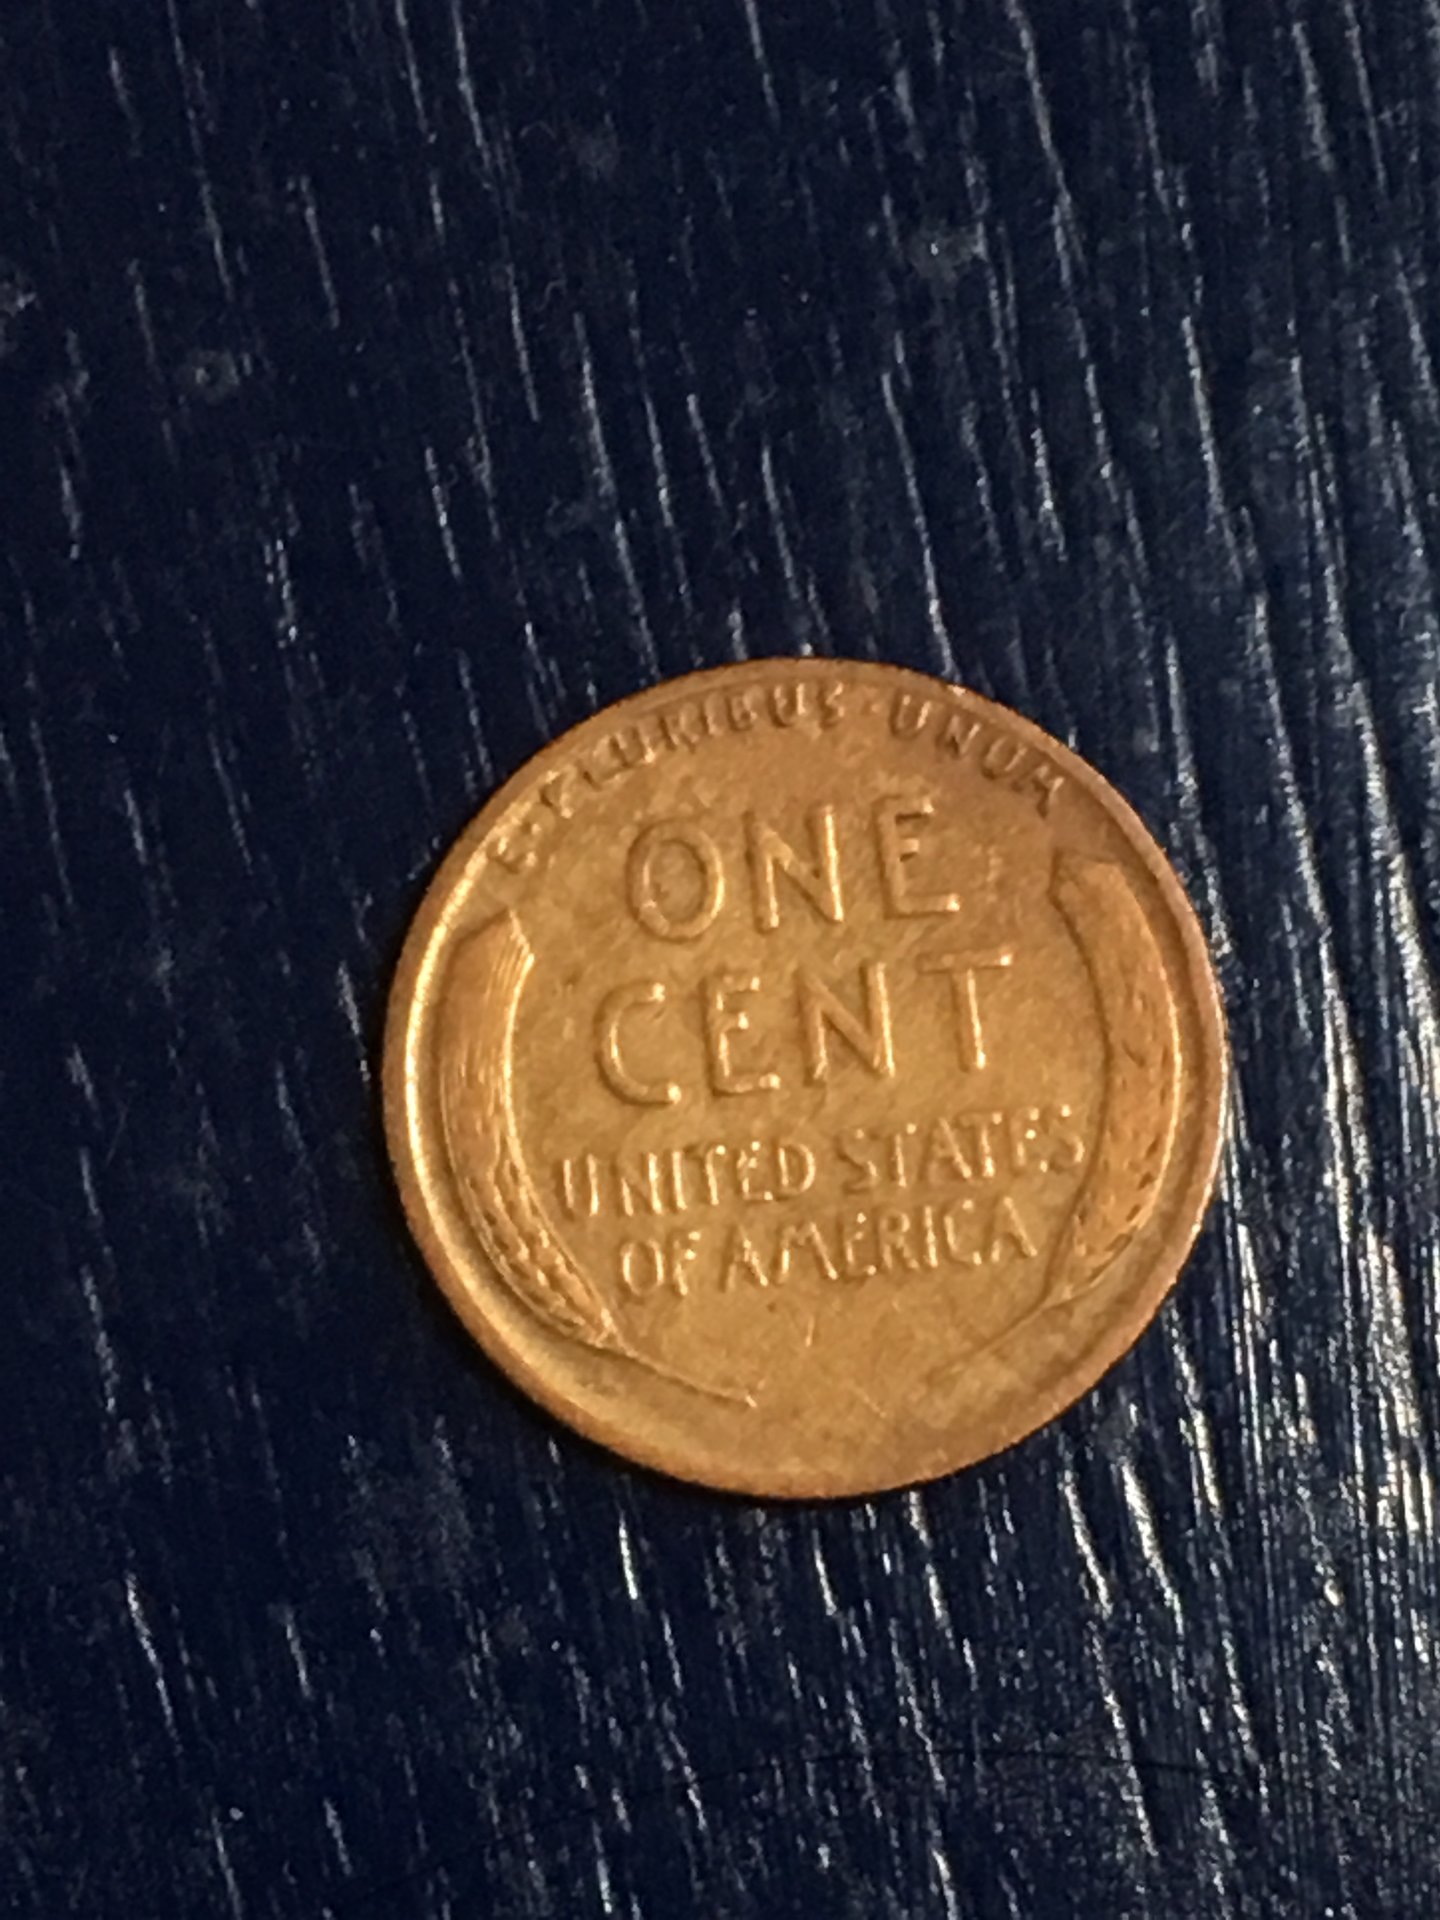 E·PLURIBUS·UNUM
ONE
CENT
UNITED STATES
OF AMERICA